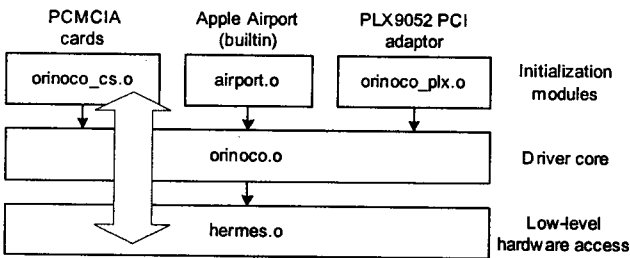 PCMCIA
cards
Apple Airport
(builtin)
PLX9052 PCI
adaptor
orinoco_cs.o
airport.o
orinoco_plx.o
Initialization
modules
orinoco.o
Driver core
hermes.o
Low-level
hardware access